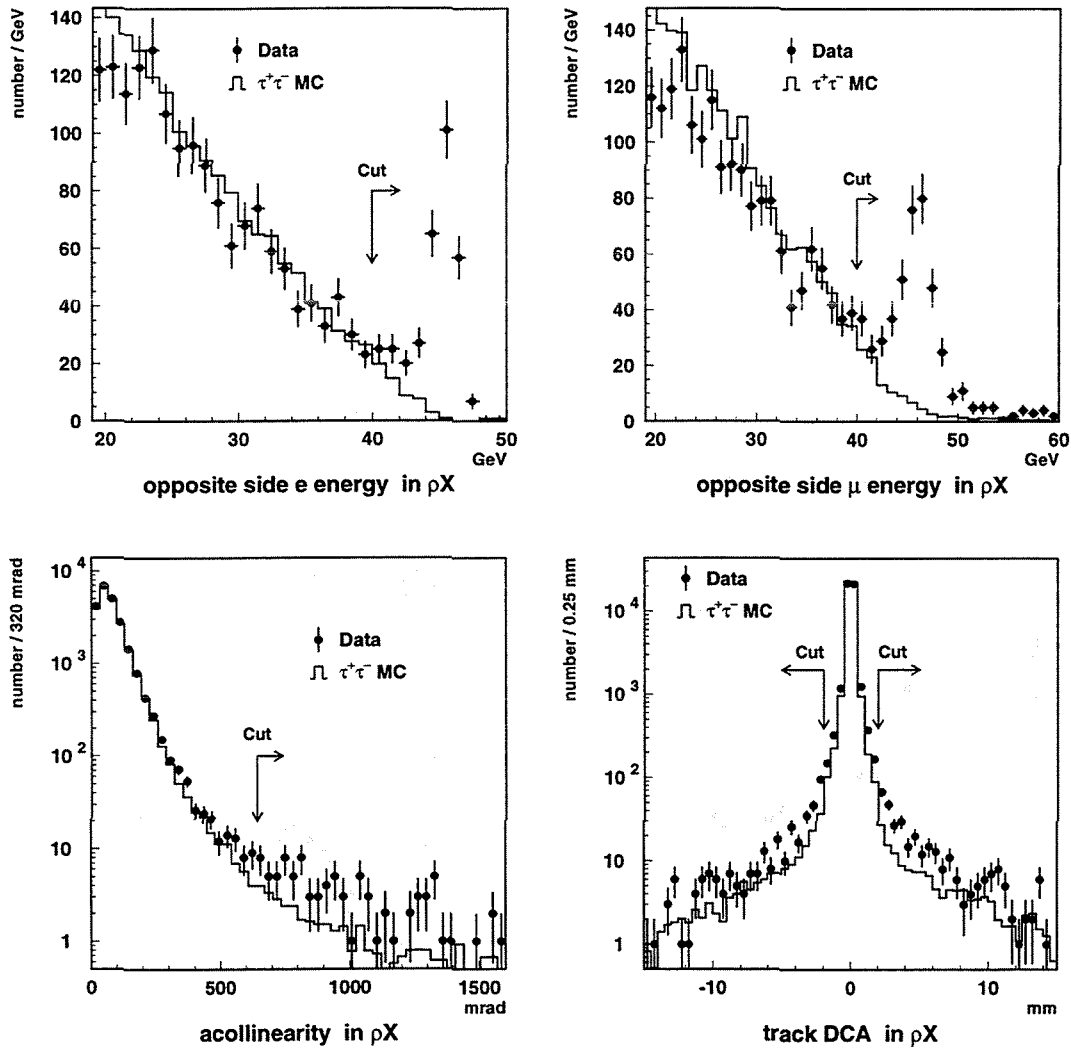 number / GeV
140
120
100
80
60
40
20
0
Data
τ⁺τ⁻ MC
Cut
20
30
40
50
GeV
opposite side e energy in ρX
number / GeV
140
120
100
80
60
40
20
0
Data
τ⁺τ⁻ MC
Cut
20
30
40
50
60
GeV
opposite side μ energy in ρX
number / 320 mrad
10⁴
10³
10²
10
1
Data
τ⁺τ⁻ MC
Cut
0
500
1000
1500
mrad
acollinearity in ρX
number / 0.25 mm
10⁴
10³
10²
10
1
Data
τ⁺τ⁻ MC
Cut
Cut
-10
0
10
mm
track DCA in ρX